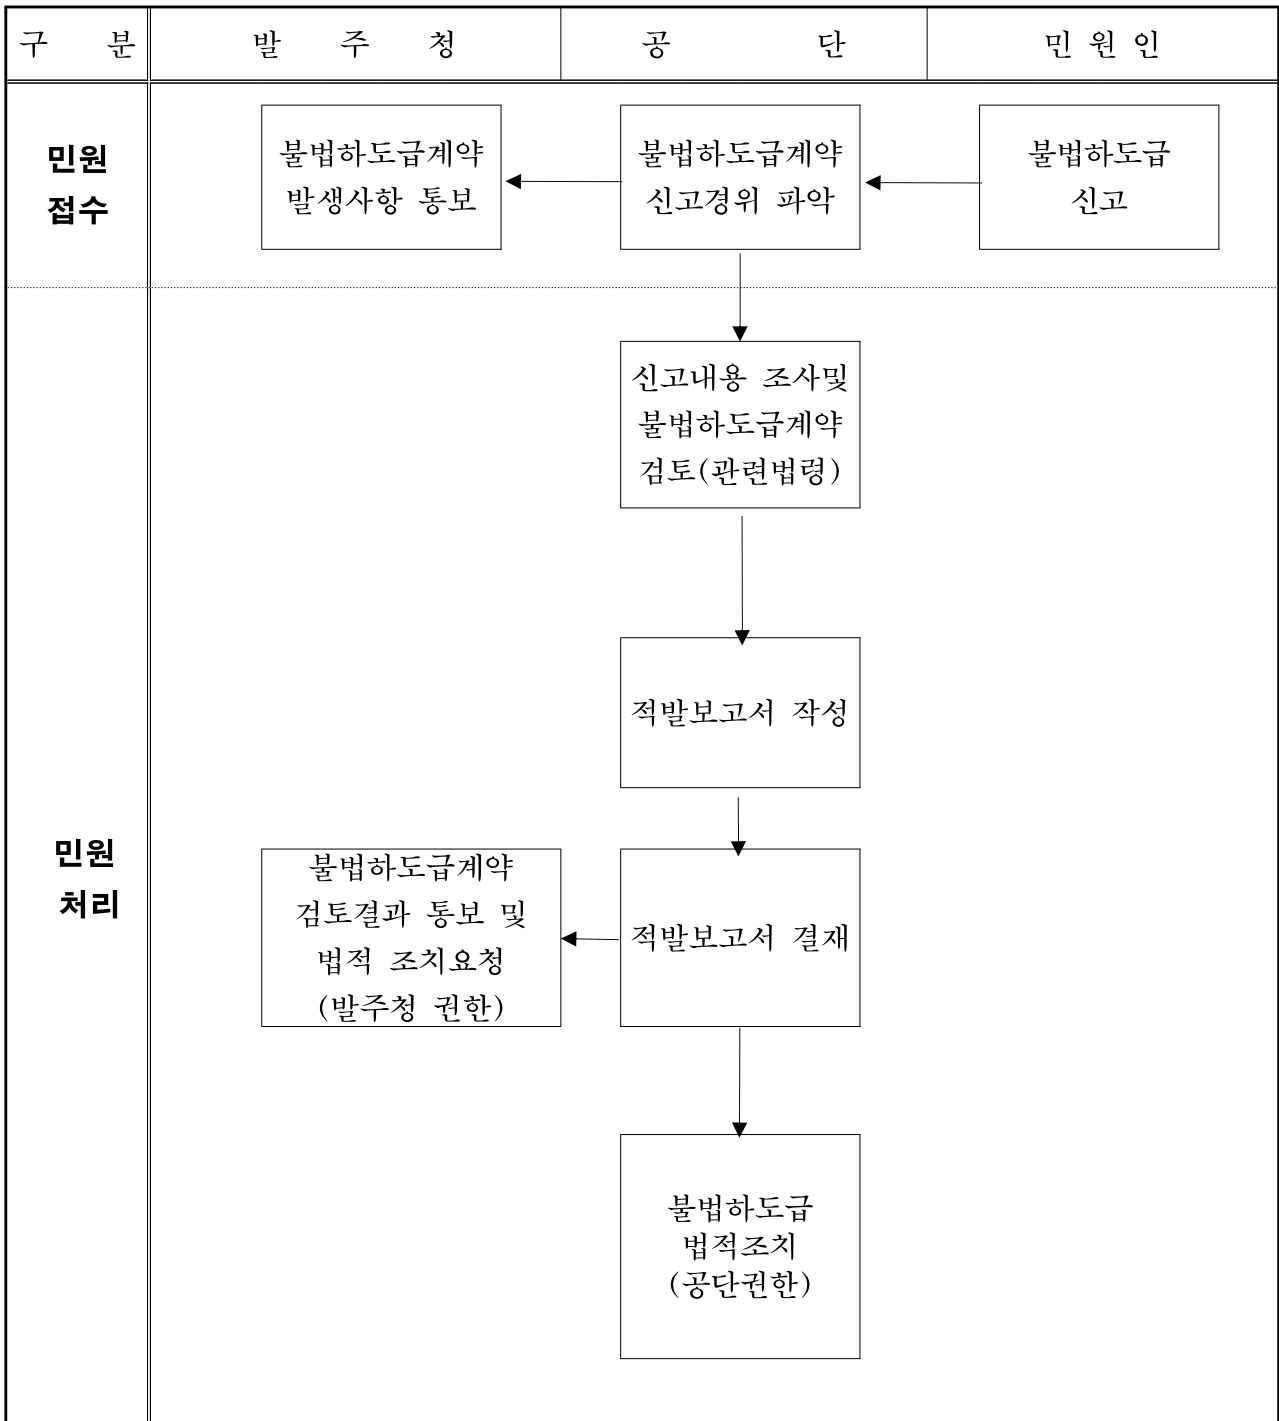 구 분 발 주 청 공 단 민 원 인
민원
접수
불법하도급계약
발생사항 통보
불법하도급계약
신고경위 파악
불법하도급
신고
신고내용 조사및
불법하도급계약
검토(관련법령)
적발보고서 작성
민원
처리
불법하도급계약
검토결과 통보 및
법적 조치요청
(발주청 권한)
적발보고서 결재
불법하도급
법적조치
(공단권한)